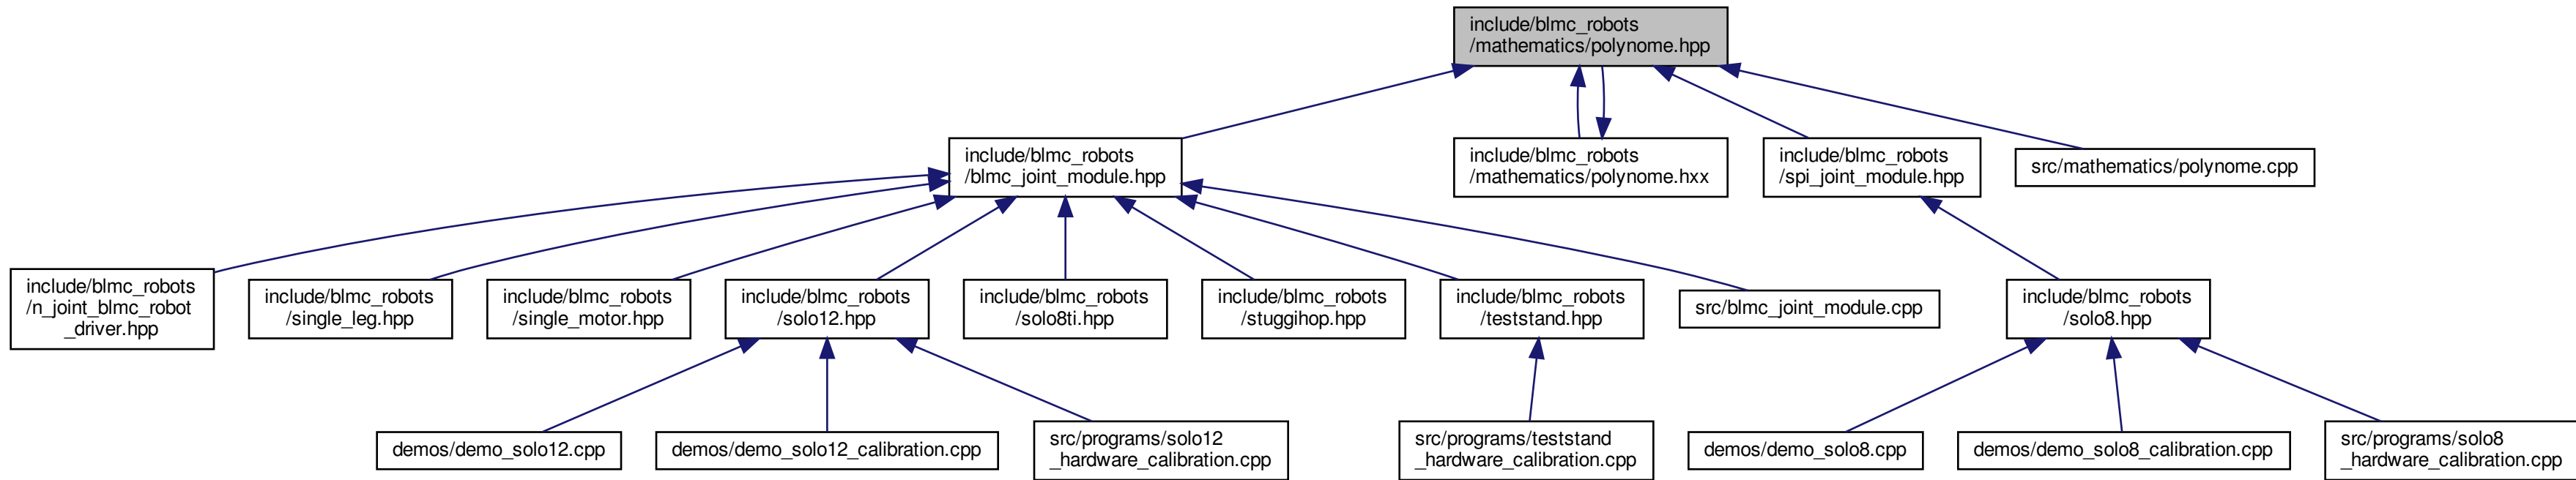 include/blmc_robots
/mathematics/polynome.hpp
include/blmc_robots
/blmc_joint_module.hpp
include/blmc_robots
/mathematics/polynome.hxx
include/blmc_robots
/spi_joint_module.hpp
src/mathematics/polynome.cpp
include/blmc_robots
/n_joint_blmc_robot
_driver.hpp
include/blmc_robots
/single_leg.hpp
include/blmc_robots
/single_motor.hpp
include/blmc_robots
/solo12.hpp
include/blmc_robots
/solo8ti.hpp
include/blmc_robots
/stuggihop.hpp
include/blmc_robots
/teststand.hpp
src/blmc_joint_module.cpp
include/blmc_robots
/solo8.hpp
demos/demo_solo12.cpp
demos/demo_solo12_calibration.cpp
src/programs/solo12
_hardware_calibration.cpp
src/programs/teststand
_hardware_calibration.cpp
demos/demo_solo8.cpp
demos/demo_solo8_calibration.cpp
src/programs/solo8
_hardware_calibration.cpp